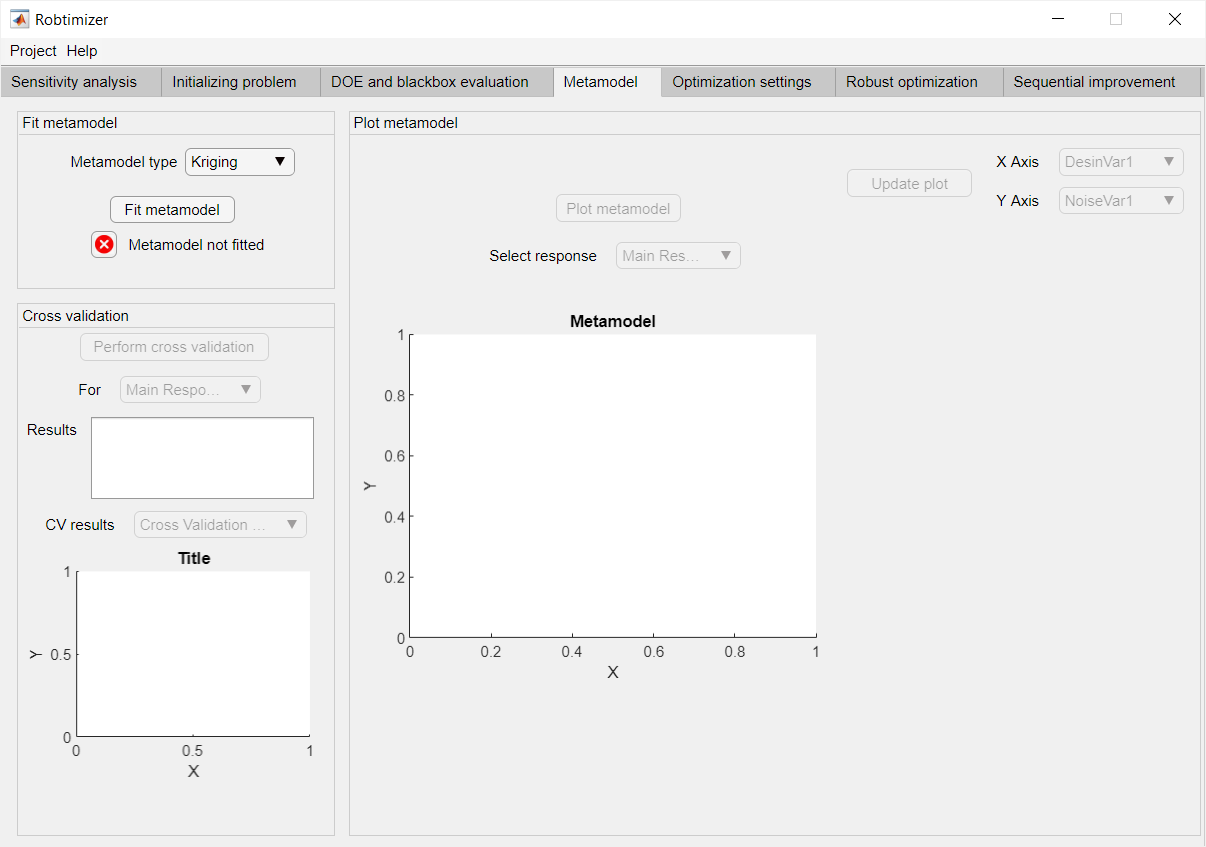 Robtimizer
Project Help
Sensitivity analysis Initializing problem DOE and blackbox evaluation Metamodel Optimization settings Robust optimization Sequential improvement
Fit metamodel
Metamodel type Kriging
Fit metamodel
Metamodel not fitted
Cross validation
Perform cross validation
For Main Respo...
Results
CV results Cross Validation ...
Title
1
Y 0.5
0
0 0.5 1
X
Plot metamodel
X Axis DesinVar1
Update plot
Y Axis NoiseVar1
Plot metamodel
Select response Main Res...
Metamodel
1
0.8
0.6
Y
0.4
0.2
0
0 0.2 0.4 0.6 0.8 1
X